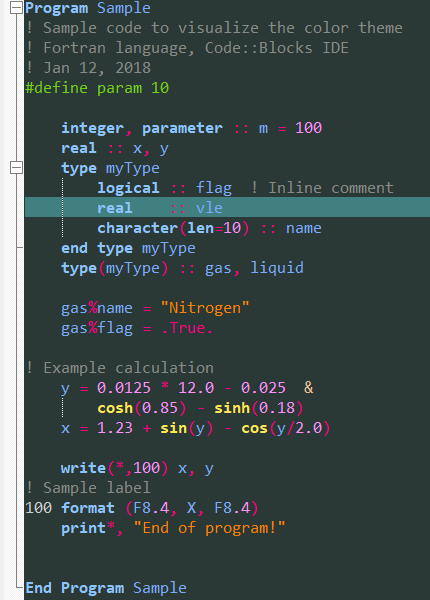 Program Sample
! Sample code to visualize the color theme
! Fortran language, Code::Blocks IDE
! Jan 12, 2018
#define param 10
integer, parameter :: m = 100
real :: x, y
type myType
logical :: flag  ! Inline comment
real    :: vle
character(len=10) :: name
end type myType
type(myType) :: gas, liquid
gas%name = "Nitrogen"
gas%flag = .True.
! Example calculation
y = 0.0125 * 12.0 - 0.025  &
cosh(0.85) - sinh(0.18)
x = 1.23 + sin(y) - cos(y/2.0)
write(*,100) x, y
! Sample label
100 format (F8.4, X, F8.4)
print*, "End of program!"
End Program Sample